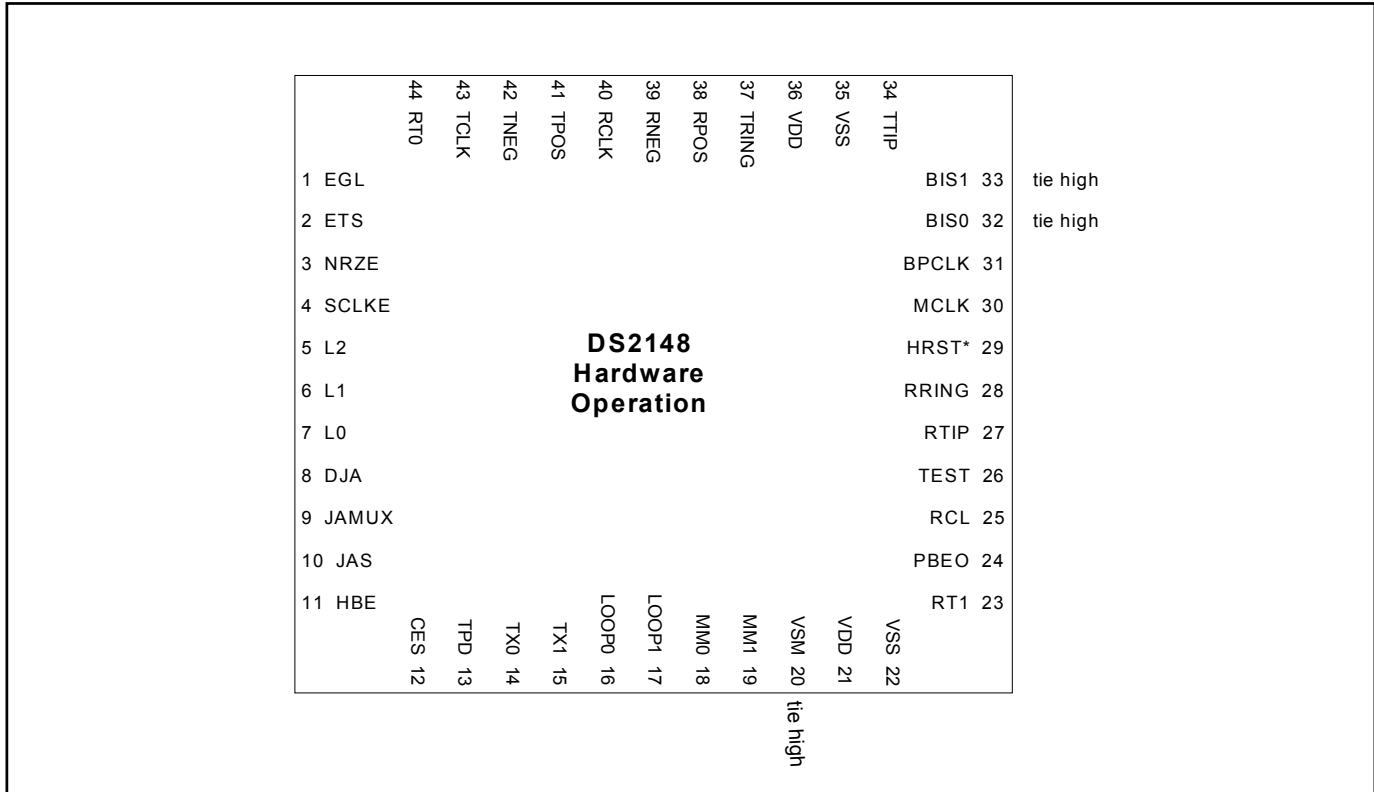 44 RT0
43 TCLK
42 TNEG
41 TPOS
40 RCLK
39 RNEG
38 RPOS
37 TRING
36 VDD
35 VSS
34 TTIP
1 EGL
2 ETS
3 NRZE
4 SCLKE
5 L2
6 L1
7 L0
8 DJA
9 JAMUX
10 JAS
11 HBE
DS2148
Hardware
Operation
BIS1 33 tie high
BIS0 32 tie high
BPCLK 31
MCLK 30
HRST* 29
RRING 28
RTIP 27
TEST 26
RCL 25
PBEO 24
RT1 23
CES 12
TPD 13
TX0 14
TX1 15
LOOP0 16
LOOP1 17
MM0 18
MM1 19
VSM 20 tie high
VDD 21
VSS 22